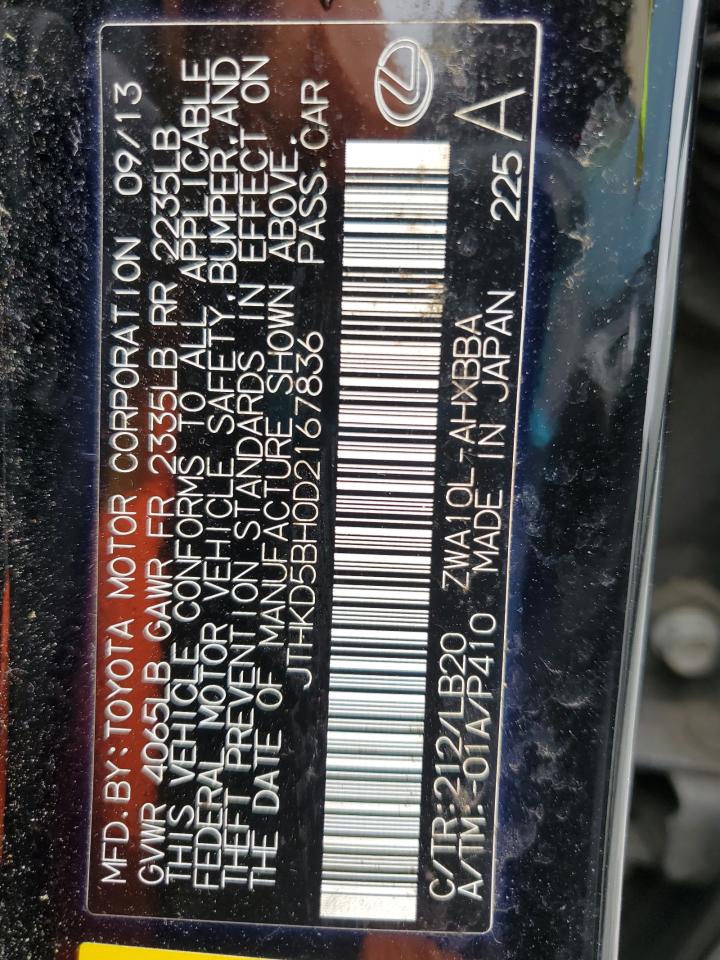 MFD. BY: TOYOTA MOTOR CORPORATION 09/13
GVWR 4065LB GAWR FR 2335LB RR 2235LB
THIS VEHICLE CONFORMS TO ALL APPLICABLE
FEDERAL MOTOR VEHICLE SAFETY, BUMPER, AND
THEFT PREVENTION STANDARDS IN EFFECT ON
THE DATE OF MANUFACTURE SHOWN ABOVE.
JTHKD5BH0D2167836 PASS. CAR
C/TR: 212/LB20 ZWA10L-AHXBBA 225 A
A/TM: -01A/P410 MADE IN JAPAN